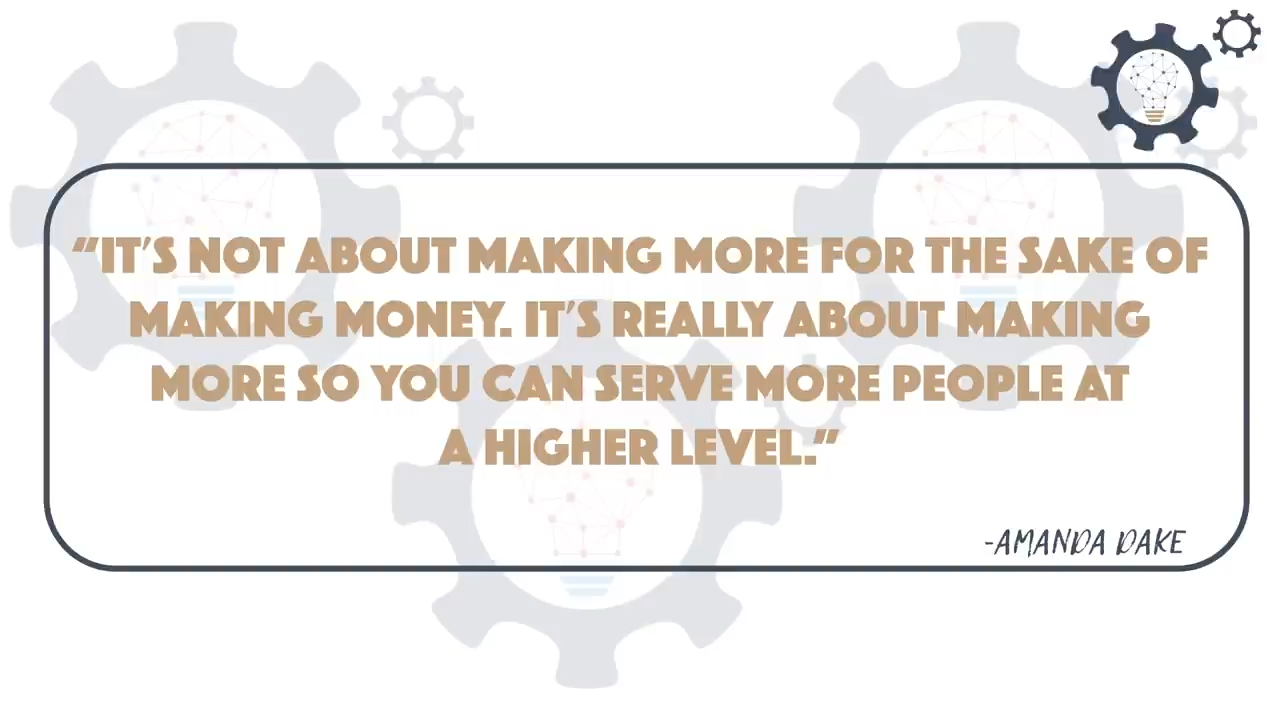 “IT’S NOT ABOUT MAKING MORE FOR THE SAKE OF
MAKING MONEY. IT’S REALLY ABOUT MAKING
MORE SO YOU CAN SERVE MORE PEOPLE AT
A HIGHER LEVEL.”
-AMANDA DAKE